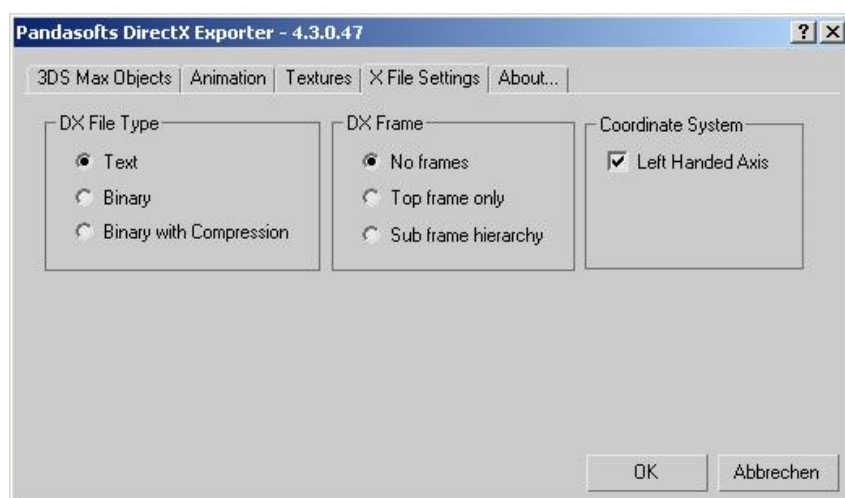 Pandasofts DirectX Exporter - 4.3.0.47
3DS Max Objects
Animation
Textures
X File Settings
About...
DX File Type
Text
Binary
Binary with Compression
DX Frame
No frames
Top frame only
Sub frame hierarchy
Coordinate System
Left Handed Axis
OK
Abbrechen